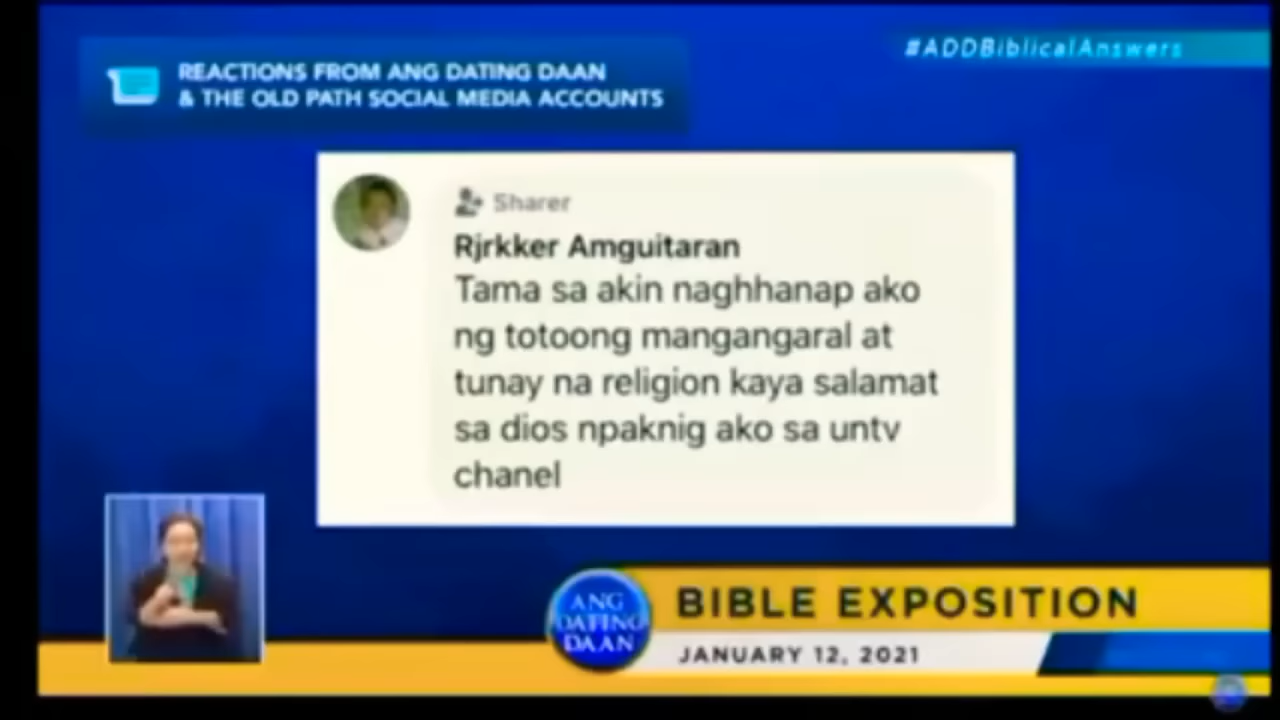 #ADDBiblicalAnswers
REACTIONS FROM ANG DATING DAAN
& THE OLD PATH SOCIAL MEDIA ACCOUNTS
Sharer
Rjrkker Amguitaran
Tama sa akin naghhanap ako
ng totoong mangangaral at
tunay na religion kaya salamat
sa dios npaknig ako sa untv
chanel
ANG
DATING
DAAN
BIBLE EXPOSITION
JANUARY 12, 2021